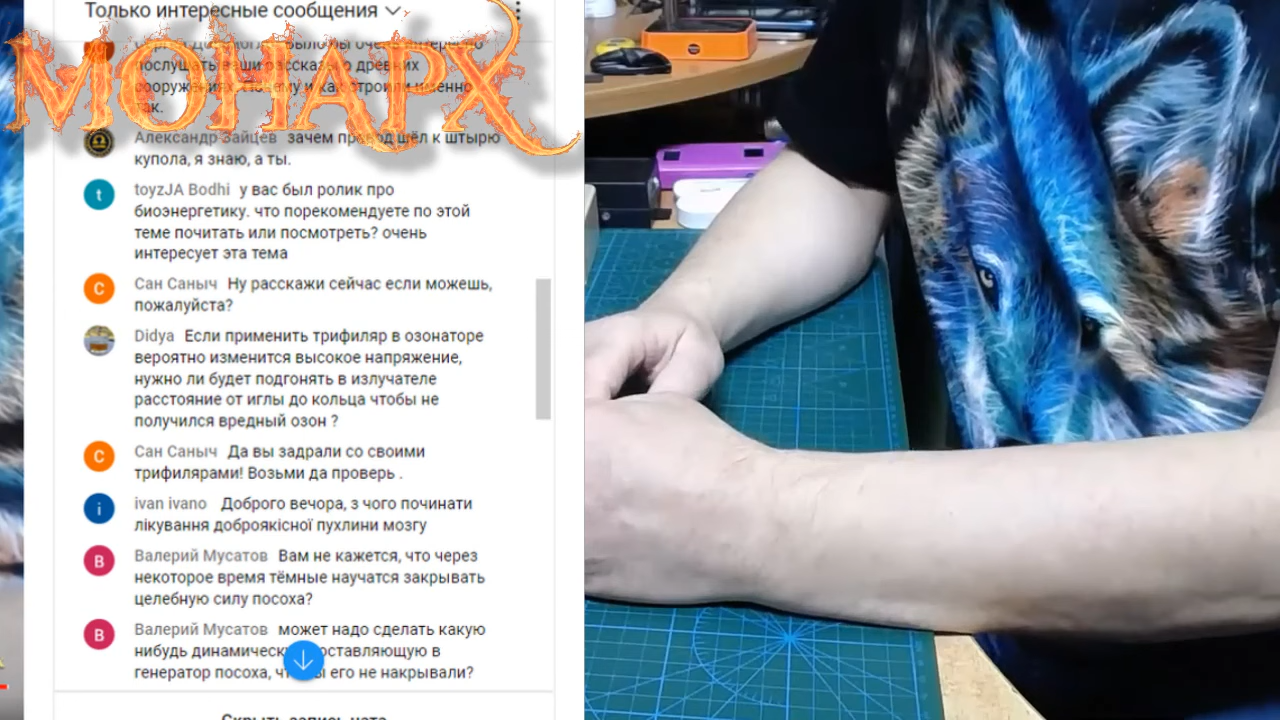 Только интересные сообщения
МОНАРХ
послушать ваши рассказы о древних
так.
Александр Зайцев зачем провод шёл к штырю
купола, я знаю, а ты.
toyzJA Bodhi у вас был ролик про
биоэнергетику. что порекомендуете по этой
теме почитать или посмотреть? очень
интересует эта тема
Сан Саныч Ну расскажи сейчас если можешь,
пожалуйста?
Didya Если применить трифиляр в озонаторе
вероятно изменится высокое напряжение,
нужно ли будет подгонять в излучателе
расстояние от иглы до кольца чтобы не
получился вредный озон ?
Сан Саныч Да вы задрали со своими
трифилярами! Возьми да проверь .
ivan ivano Доброго вечора, з чого починати
лікування доброякісної пухлини мозгу
Валерий Мусатов Вам не кажется, что через
некоторое время тёмные научатся закрывать
целебную силу посоха?
Валерий Мусатов может надо сделать какую
нибудь
генератор посоха, его не накрывали?